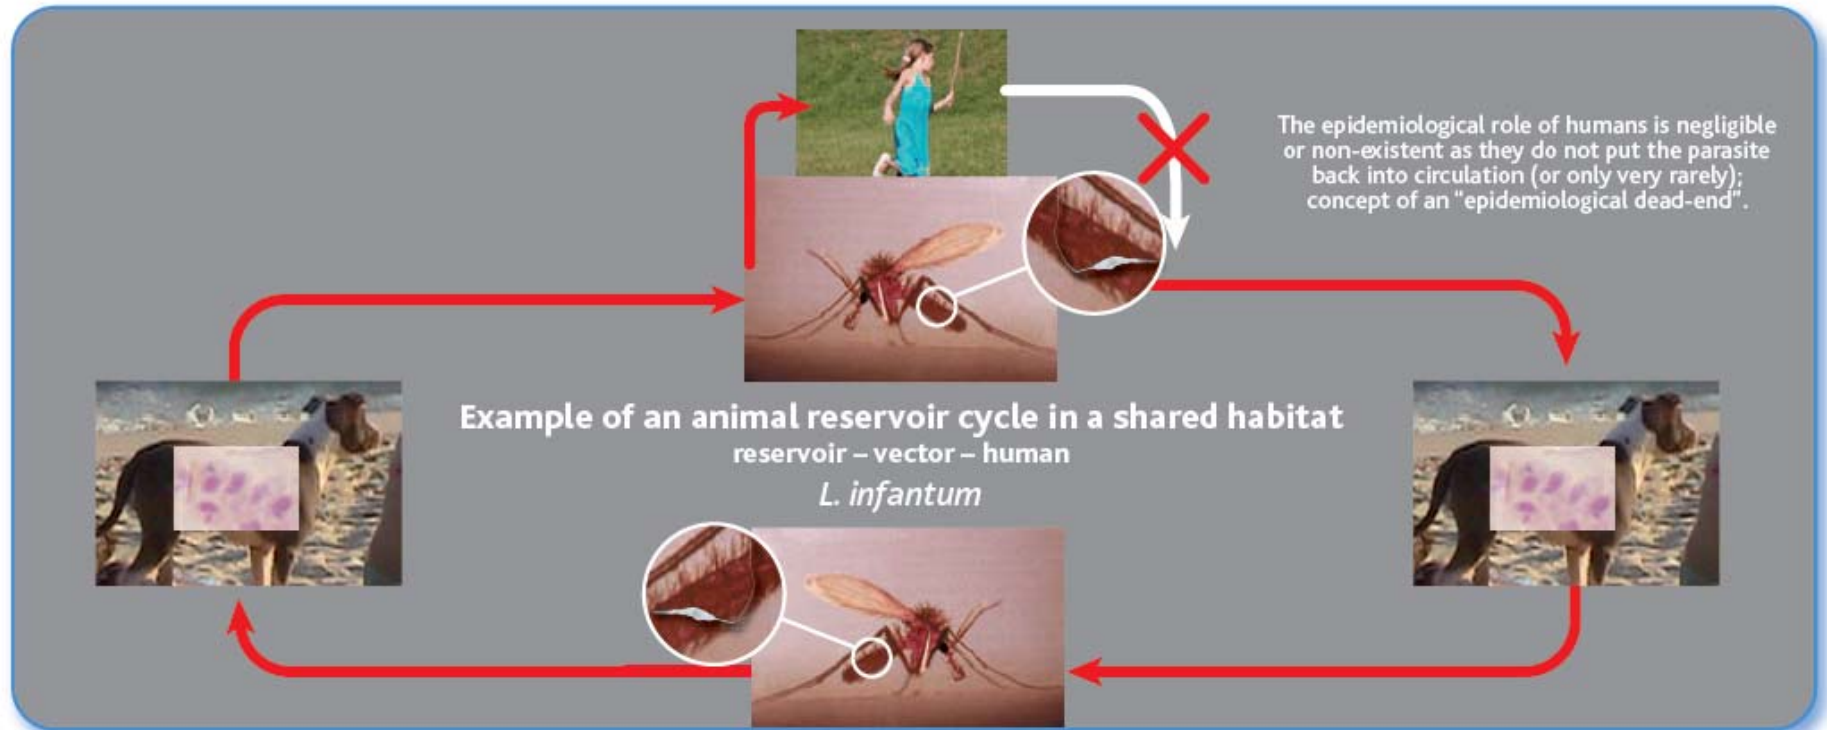 The epidemiological role of humans is negligible
or non-existent as they do not put the parasite
back into circulation (or only very rarely);
concept of an “epidemiological dead-end”.
Example of an animal reservoir cycle in a shared habitat
reservoir – vector – human
L. infantum